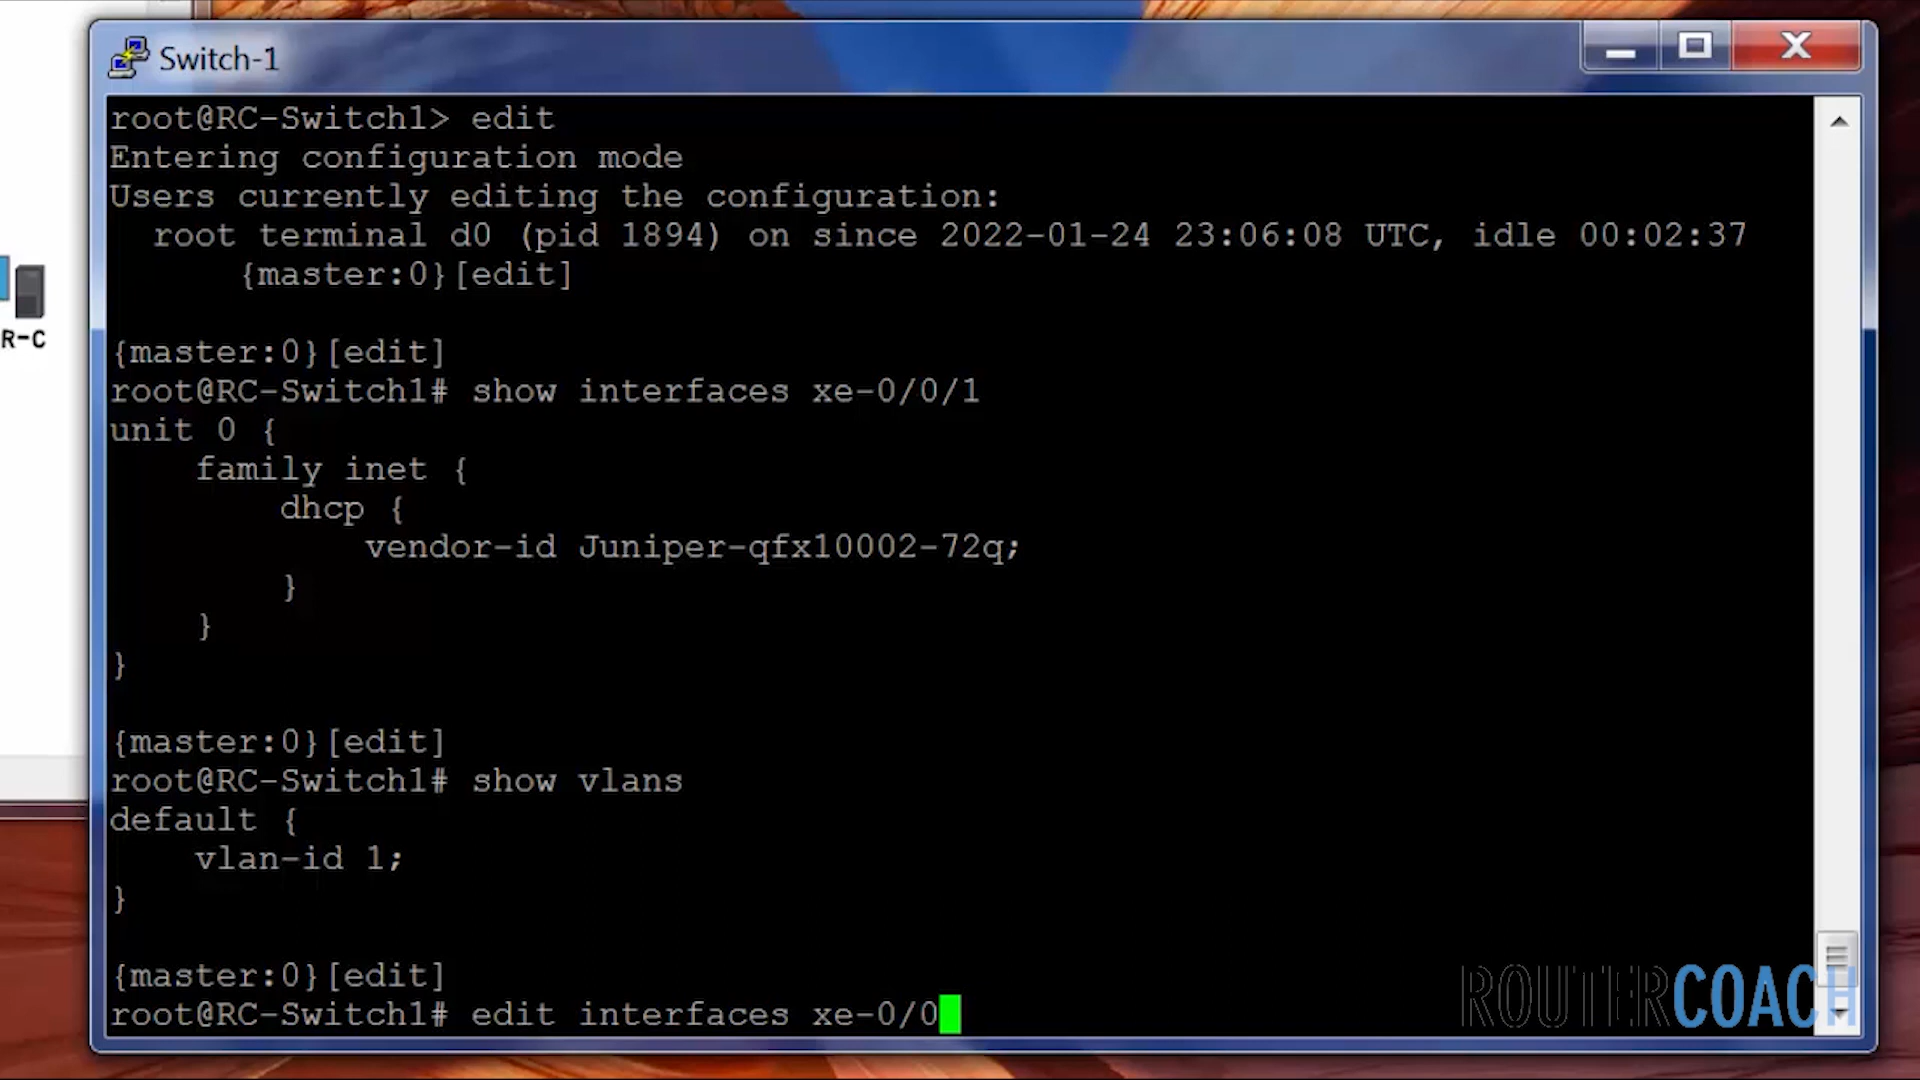 Switch-1
root@RC-Switch1> edit
Entering configuration mode
Users currently editing the configuration:
  root terminal d0 (pid 1894) on since 2022-01-24 23:06:08 UTC, idle 00:02:37
      {master:0}[edit]
{master:0}[edit]
root@RC-Switch1# show interfaces xe-0/0/1
unit 0 {
    family inet {
        dhcp {
            vendor-id Juniper-qfx10002-72q;
        }
    }
}
{master:0}[edit]
root@RC-Switch1# show vlans
default {
    vlan-id 1;
}
{master:0}[edit]
root@RC-Switch1# edit interfaces xe-0/0
R-C
ROUTERCOACH